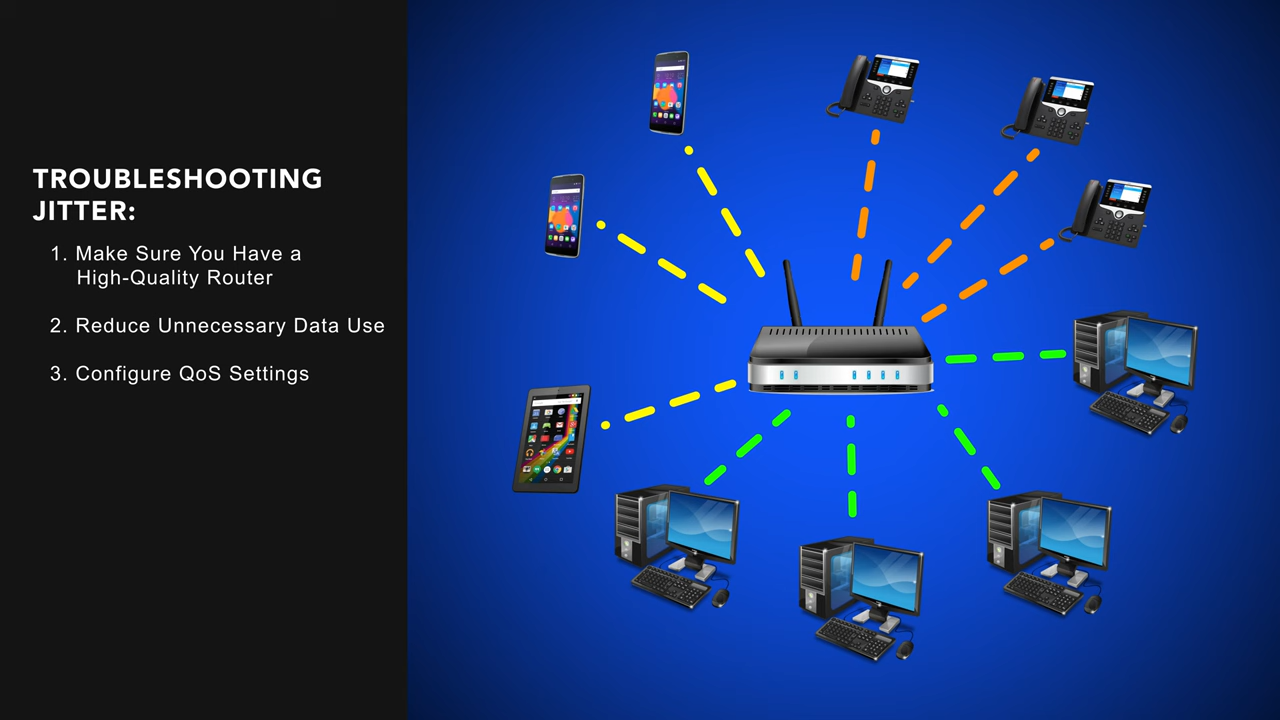 TROUBLESHOOTING
JITTER:
1. Make Sure You Have a
High-Quality Router
2. Reduce Unnecessary Data Use
3. Configure QoS Settings